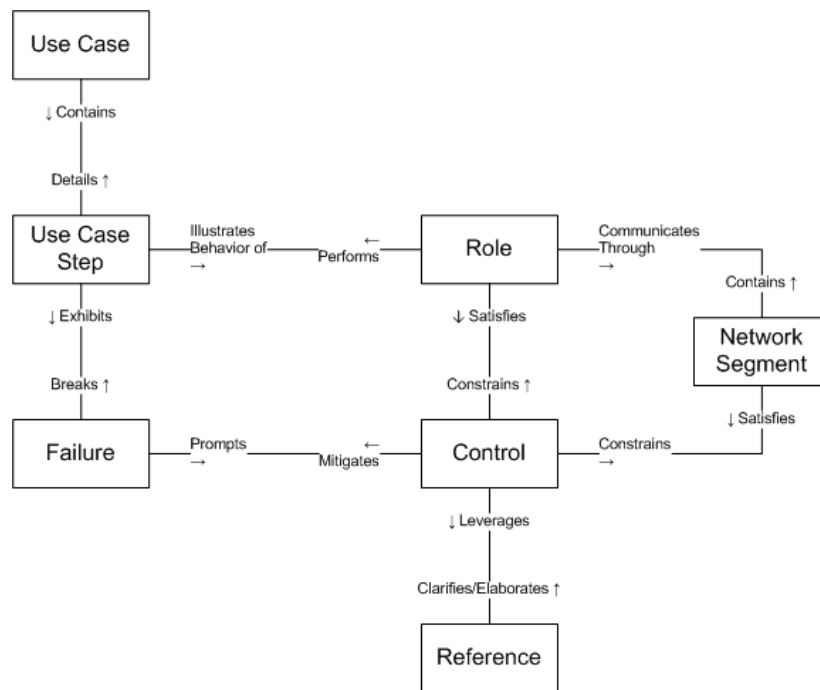 Use Case
↓ Contains
Details ↑
Use Case
Step
Illustrates
Behavior of
→
←
Performs
Role
Communicates
Through
→
Contains ↑
Network
Segment
↓ Satisfies
↓ Exhibits
Breaks ↑
↓ Satisfies
Constrains ↑
Failure
Prompts
→
←
Mitigates
Control
Constrains
→
↓ Leverages
Clarifies/Elaborates ↑
Reference